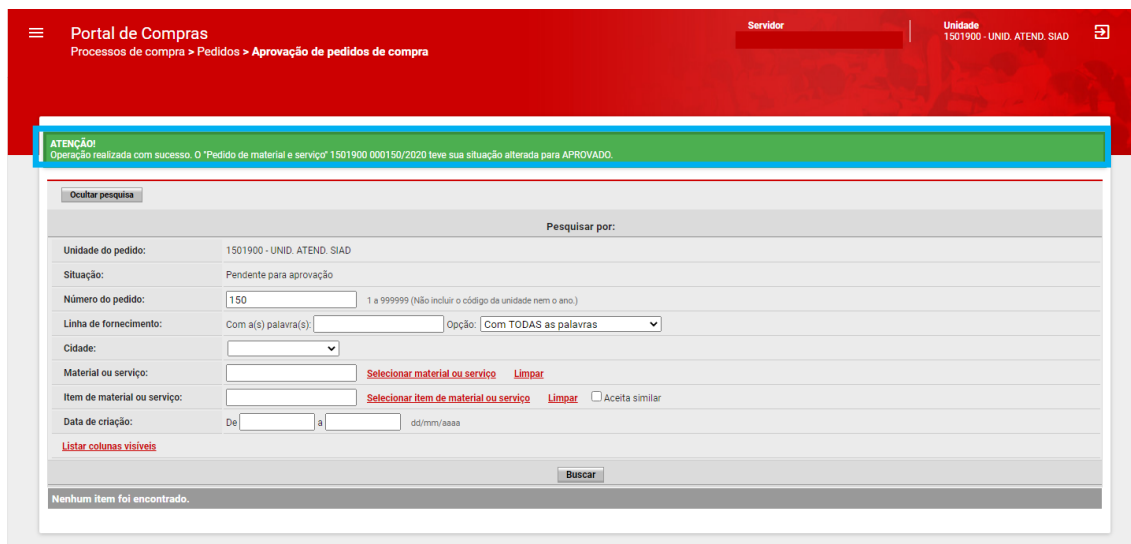 Portal de Compras
Processos de compra > Pedidos > Aprovação de pedidos de compra
Servidor
Unidade
1501900 - UNID. ATEND. SIAD
ATENÇÃO!
Operação realizada com sucesso. O "Pedido de material e serviço" 1501900 000150/2020 teve sua situação alterada para APROVADO.
Ocultar pesquisa
Pesquisar por:
Unidade do pedido: 1501900 - UNID. ATEND. SIAD
Situação: Pendente para aprovação
Número do pedido: 150 1 a 999999 (Não incluir o código da unidade nem o ano.)
Linha de fornecimento: Com a(s) palavra(s): Opção: Com TODAS as palavras
Cidade:
Material ou serviço: Selecionar material ou serviço Limpar
Item de material ou serviço: Selecionar item de material ou serviço Limpar Aceita similar
Data de criação: De a dd/mm/aaaa
Listar colunas visíveis
Buscar
Nenhum item foi encontrado.